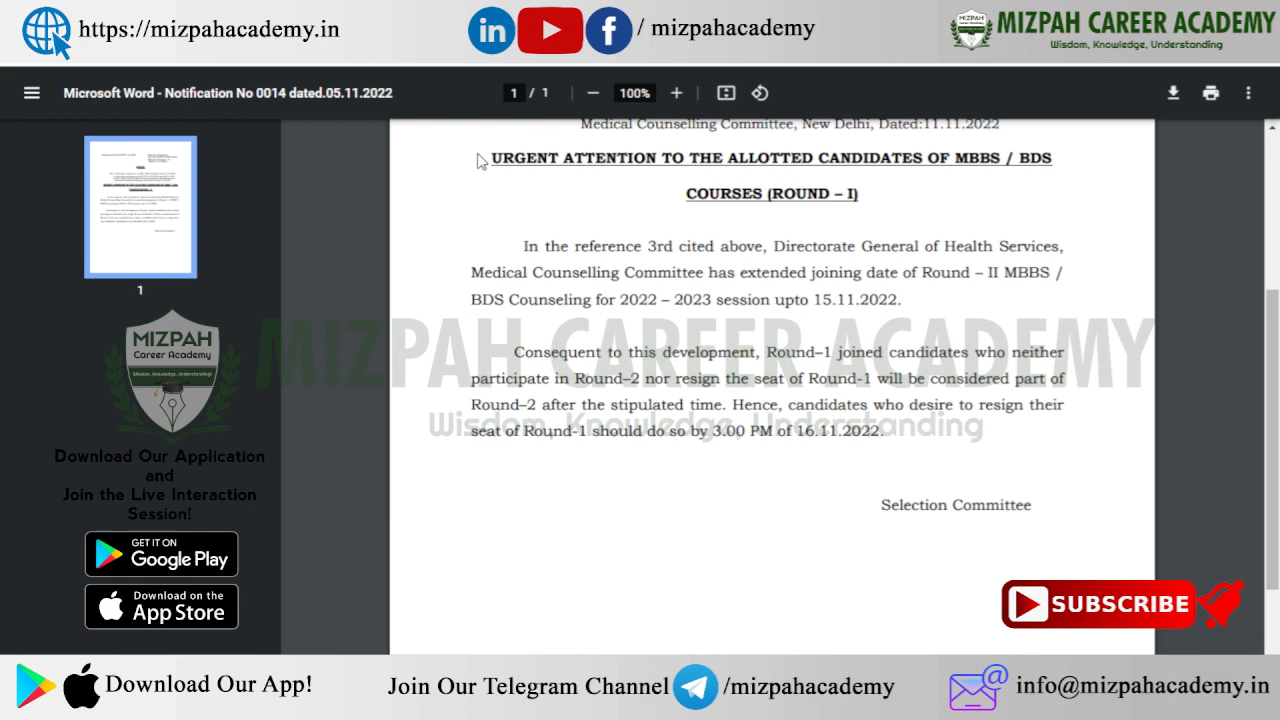 https://mizpahacademy.in
/ mizpahacademy
MIZPAH CAREER ACADEMY
Wisdom, Knowledge, Understanding
Microsoft Word - Notification No 0014 dated.05.11.2022
1 / 1
100%
Medical Counselling Committee, New Delhi, Dated:11.11.2022
URGENT ATTENTION TO THE ALLOTTED CANDIDATES OF MBBS / BDS
COURSES (ROUND – I)
In the reference 3rd cited above, Directorate General of Health Services,
Medical Counselling Committee has extended joining date of Round – II MBBS /
BDS Counseling for 2022 – 2023 session upto 15.11.2022.
Consequent to this development, Round–1 joined candidates who neither
participate in Round–2 nor resign the seat of Round-1 will be considered part of
Round–2 after the stipulated time. Hence, candidates who desire to resign their
seat of Round-1 should do so by 3.00 PM of 16.11.2022.
Selection Committee
MIZPAH CAREER ACADEMY
Wisdom, Knowledge, Understanding
1
MIZPAH
Career Academy
Wisdom, Knowledge, Understanding!
Download Our Application
and
Join the Live Interaction
Session!
GET IT ON
Google Play
Download on the
App Store
SUBSCRIBE
Download Our App!
Join Our Telegram Channel
/mizpahacademy
info@mizpahacademy.in